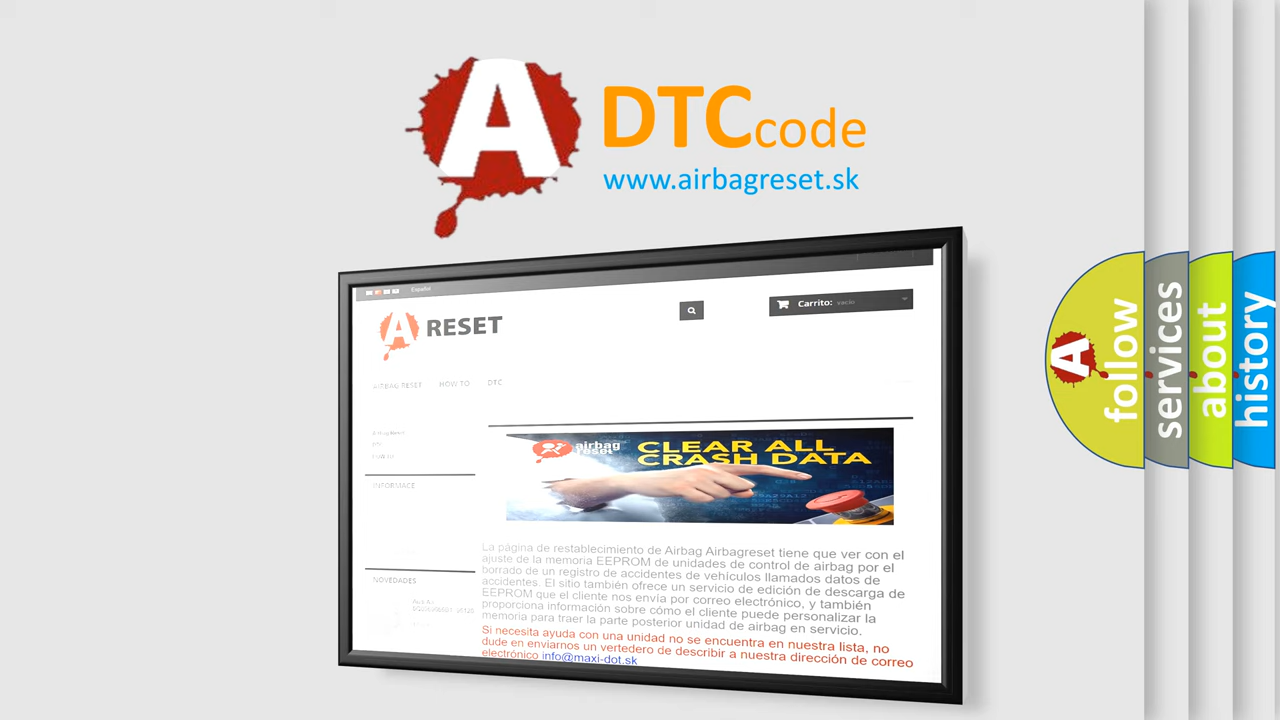 A DTCcode
www.airbagreset.sk
Español
A RESET
Carrito: vacío
AIRBAG RESET HOW TO DTC
INFORMACE
NOVEDADES
airbag
reset
CLEAR ALL
CRASH DATA
La página de restablecimiento de Airbag Airbagreset tiene que ver con el
ajuste de la memoria EEPROM de unidades de control de airbag por el
borrado de un registro de accidentes de vehículos llamados datos de
accidentes. El sitio también ofrece un servicio de edición de descarga de
EEPROM que el cliente nos envía por correo electrónico, y también
proporciona información sobre cómo el cliente puede personalizar la
memoria para traer la parte posterior unidad de airbag en servicio.
Si necesita ayuda con una unidad no se encuentra en nuestra lista, no
dude en enviarnos un vertedero de describir a nuestra dirección de correo
electrónico info@maxi-dot.sk
A follow
services
about
history